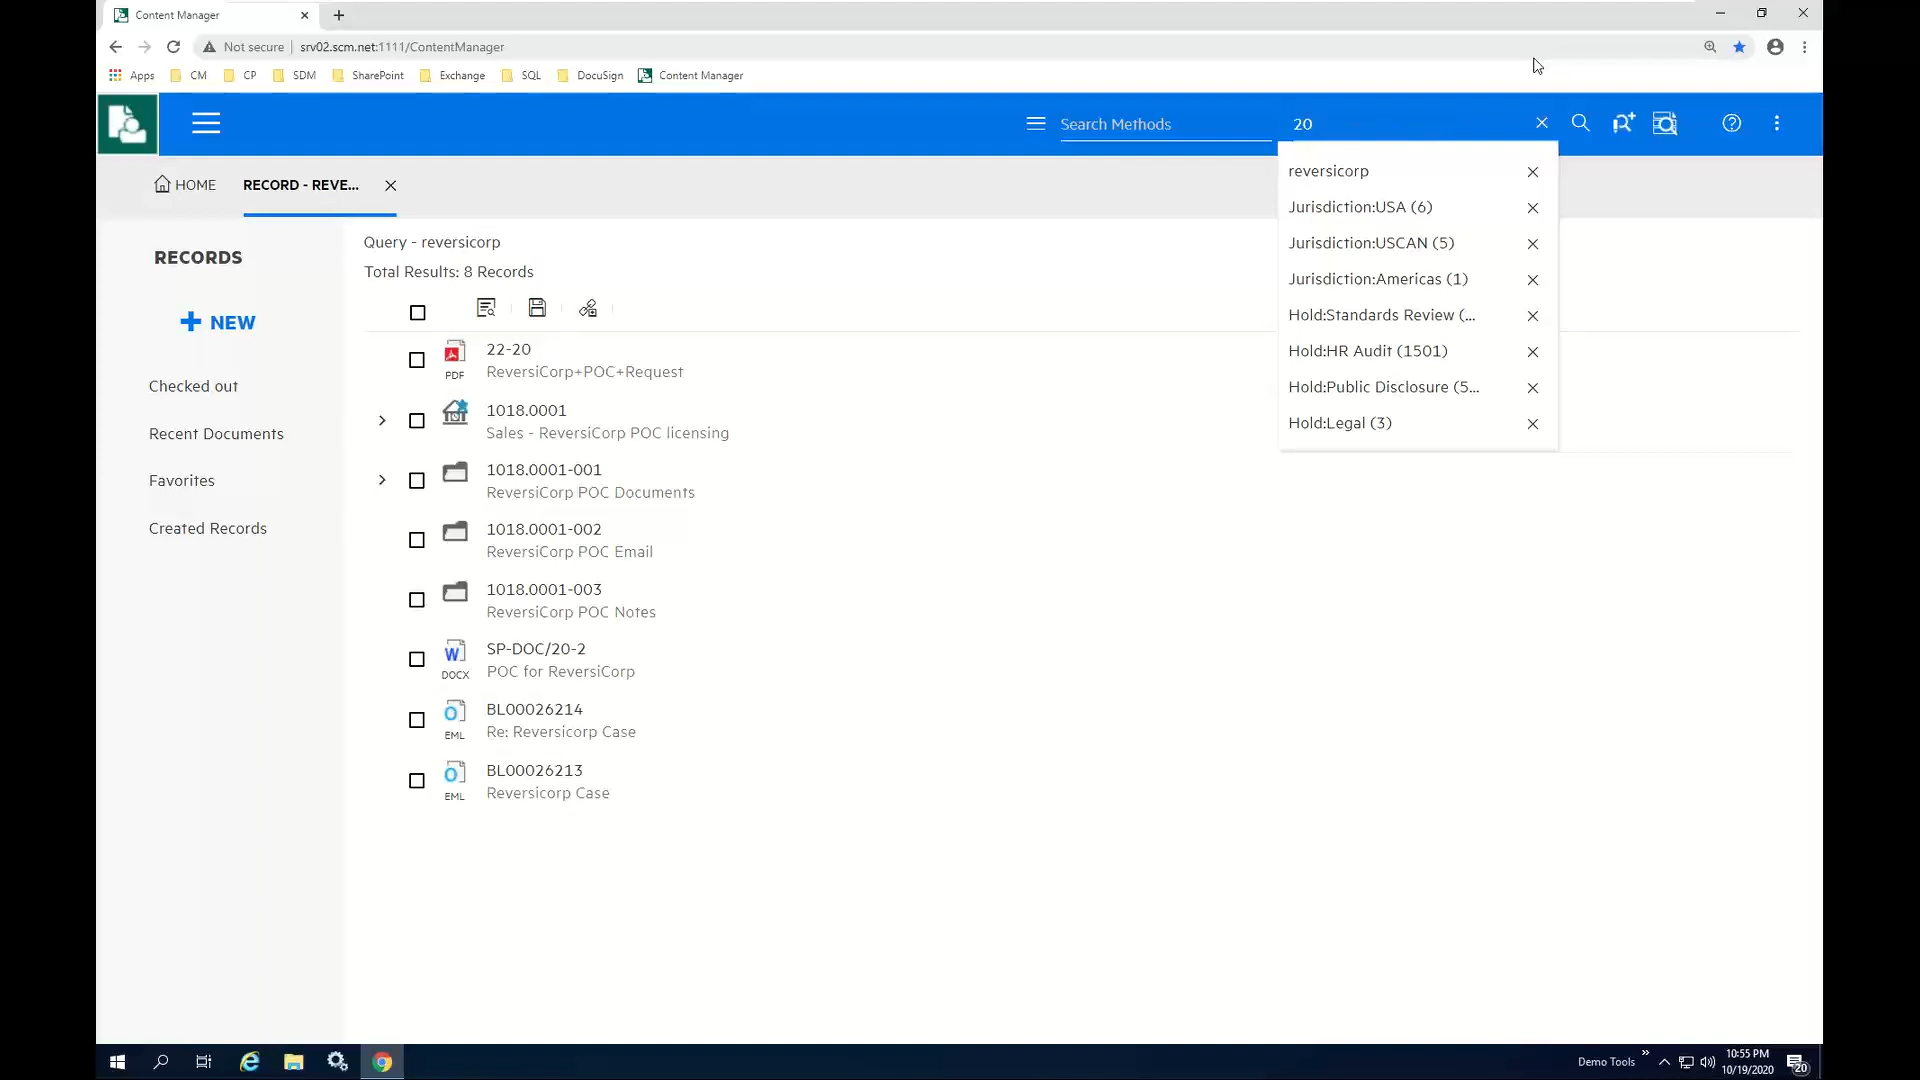 Content Manager
Not secure
srv02.scm.net:1111/ContentManager
Apps
CM
CP
SDM
SharePoint
Exchange
SQL
DocuSign
Content Manager
Search Methods
20
HOME
RECORD - REVE...
reversicorp
Jurisdiction:USA (6)
Jurisdiction:USCAN (5)
Jurisdiction:Americas (1)
Hold:Standards Review (...
Hold:HR Audit (1501)
Hold:Public Disclosure (5...
Hold:Legal (3)
RECORDS
NEW
Checked out
Recent Documents
Favorites
Created Records
Query - reversicorp
Total Results: 8 Records
PDF
22-20
ReversiCorp+POC+Request
1018.0001
Sales - ReversiCorp POC licensing
1018.0001-001
ReversiCorp POC Documents
1018.0001-002
ReversiCorp POC Email
1018.0001-003
ReversiCorp POC Notes
DOCX
SP-DOC/20-2
POC for ReversiCorp
EML
BL00026214
Re: Reversicorp Case
EML
BL00026213
Reversicorp Case
Demo Tools
10:55 PM
10/19/2020
20